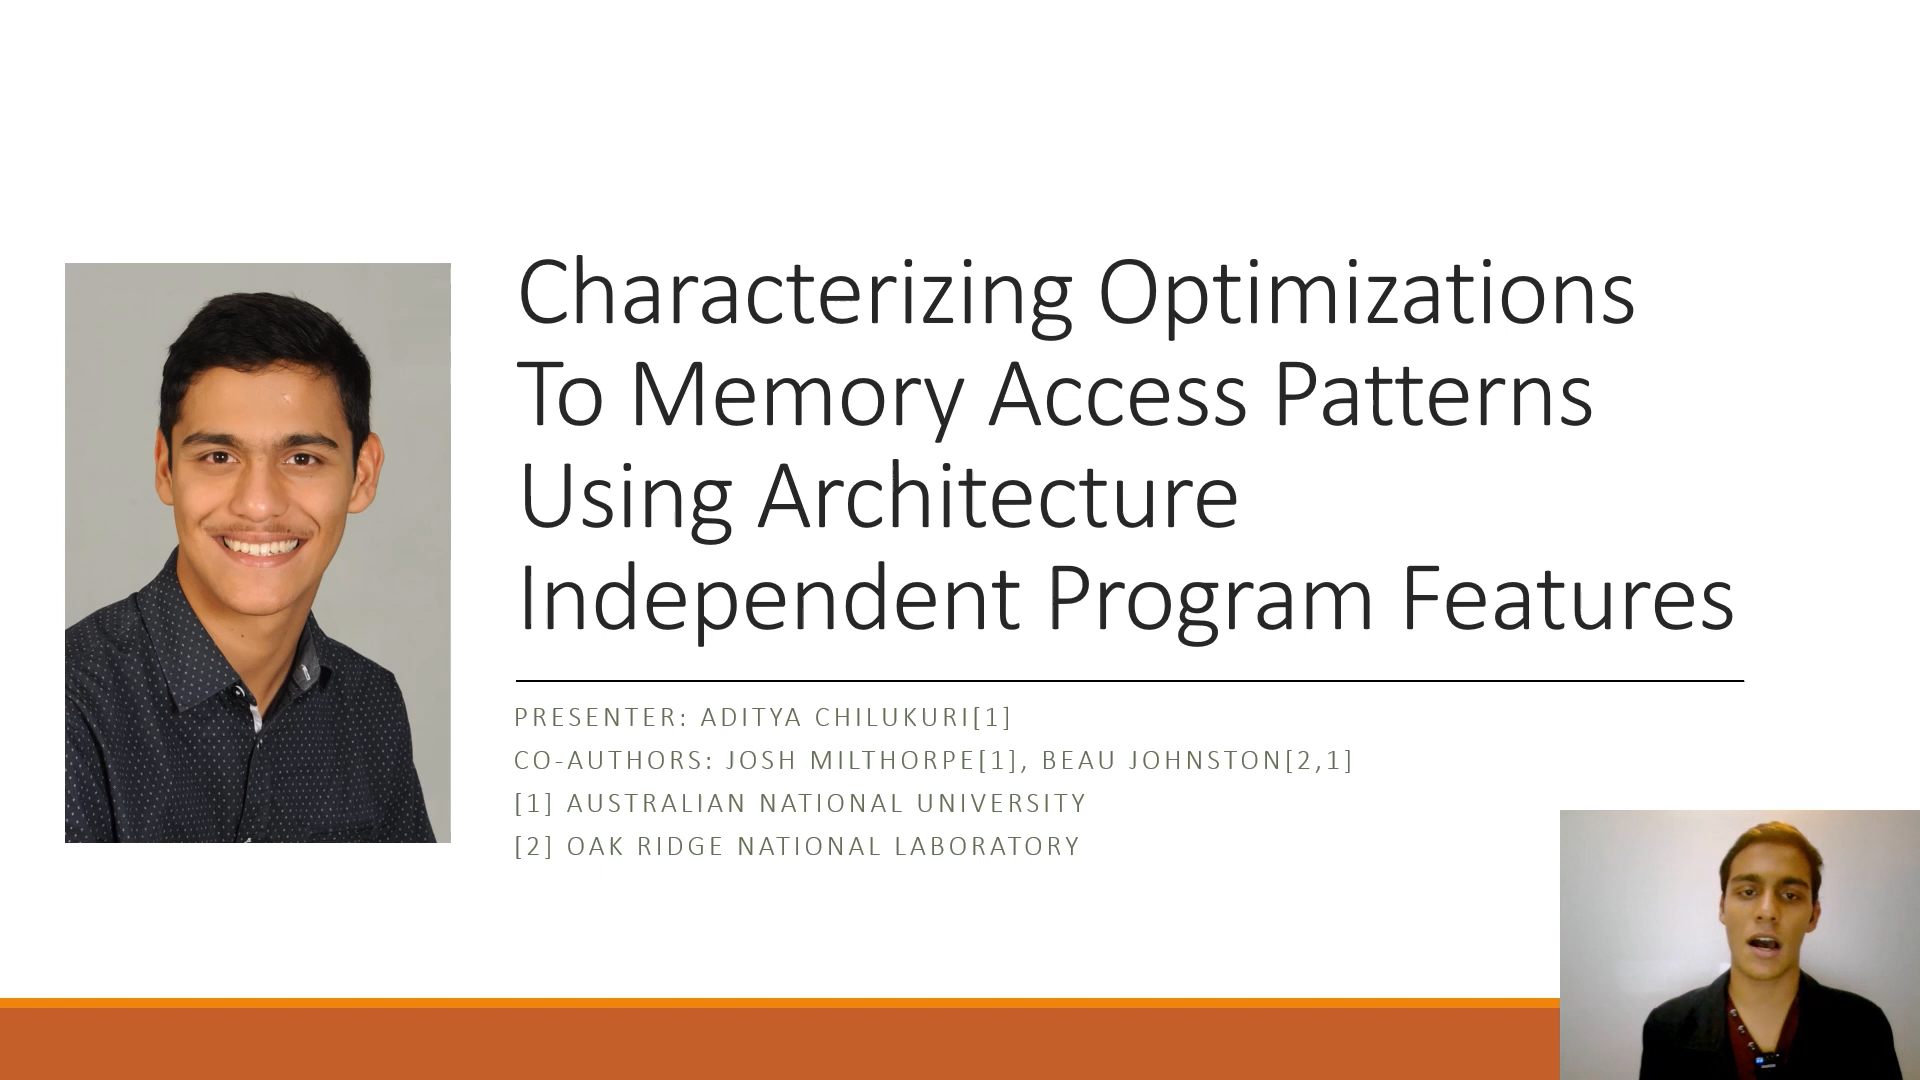 Characterizing Optimizations
To Memory Access Patterns
Using Architecture
Independent Program Features
PRESENTER: ADITYA CHILUKURI[1]
CO-AUTHORS: JOSH MILTHORPE[1], BEAU JOHNSTON[2,1]
[1] AUSTRALIAN NATIONAL UNIVERSITY
[2] OAK RIDGE NATIONAL LABORATORY